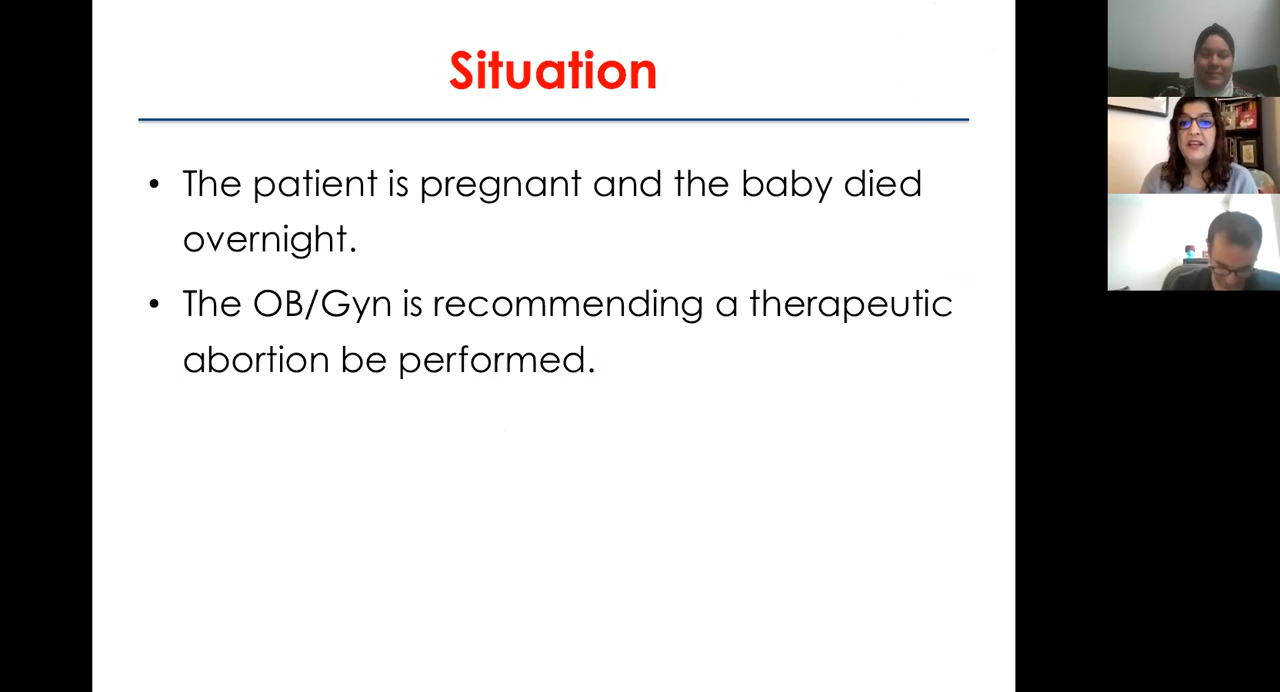 Situation
• The patient is pregnant and the baby died
overnight.
• The OB/Gyn is recommending a therapeutic
abortion be performed.